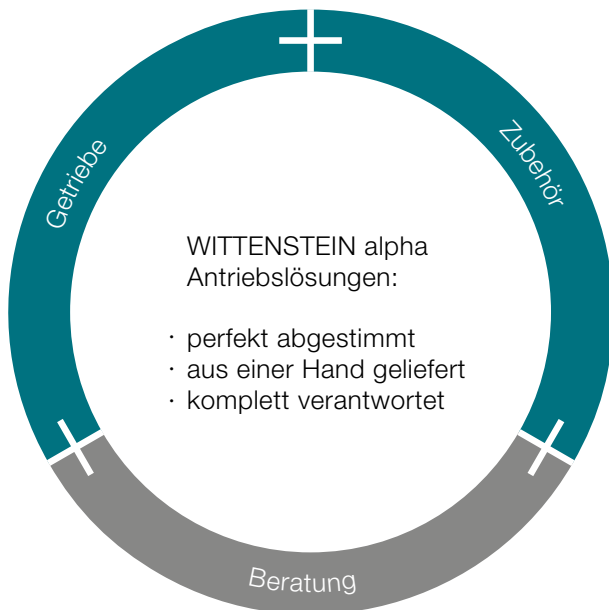 Getriebe
Zubehör
WITTENSTEIN alpha
Antriebslösungen:
· perfekt abgestimmt
· aus einer Hand geliefert
· komplett verantwortet
Beratung